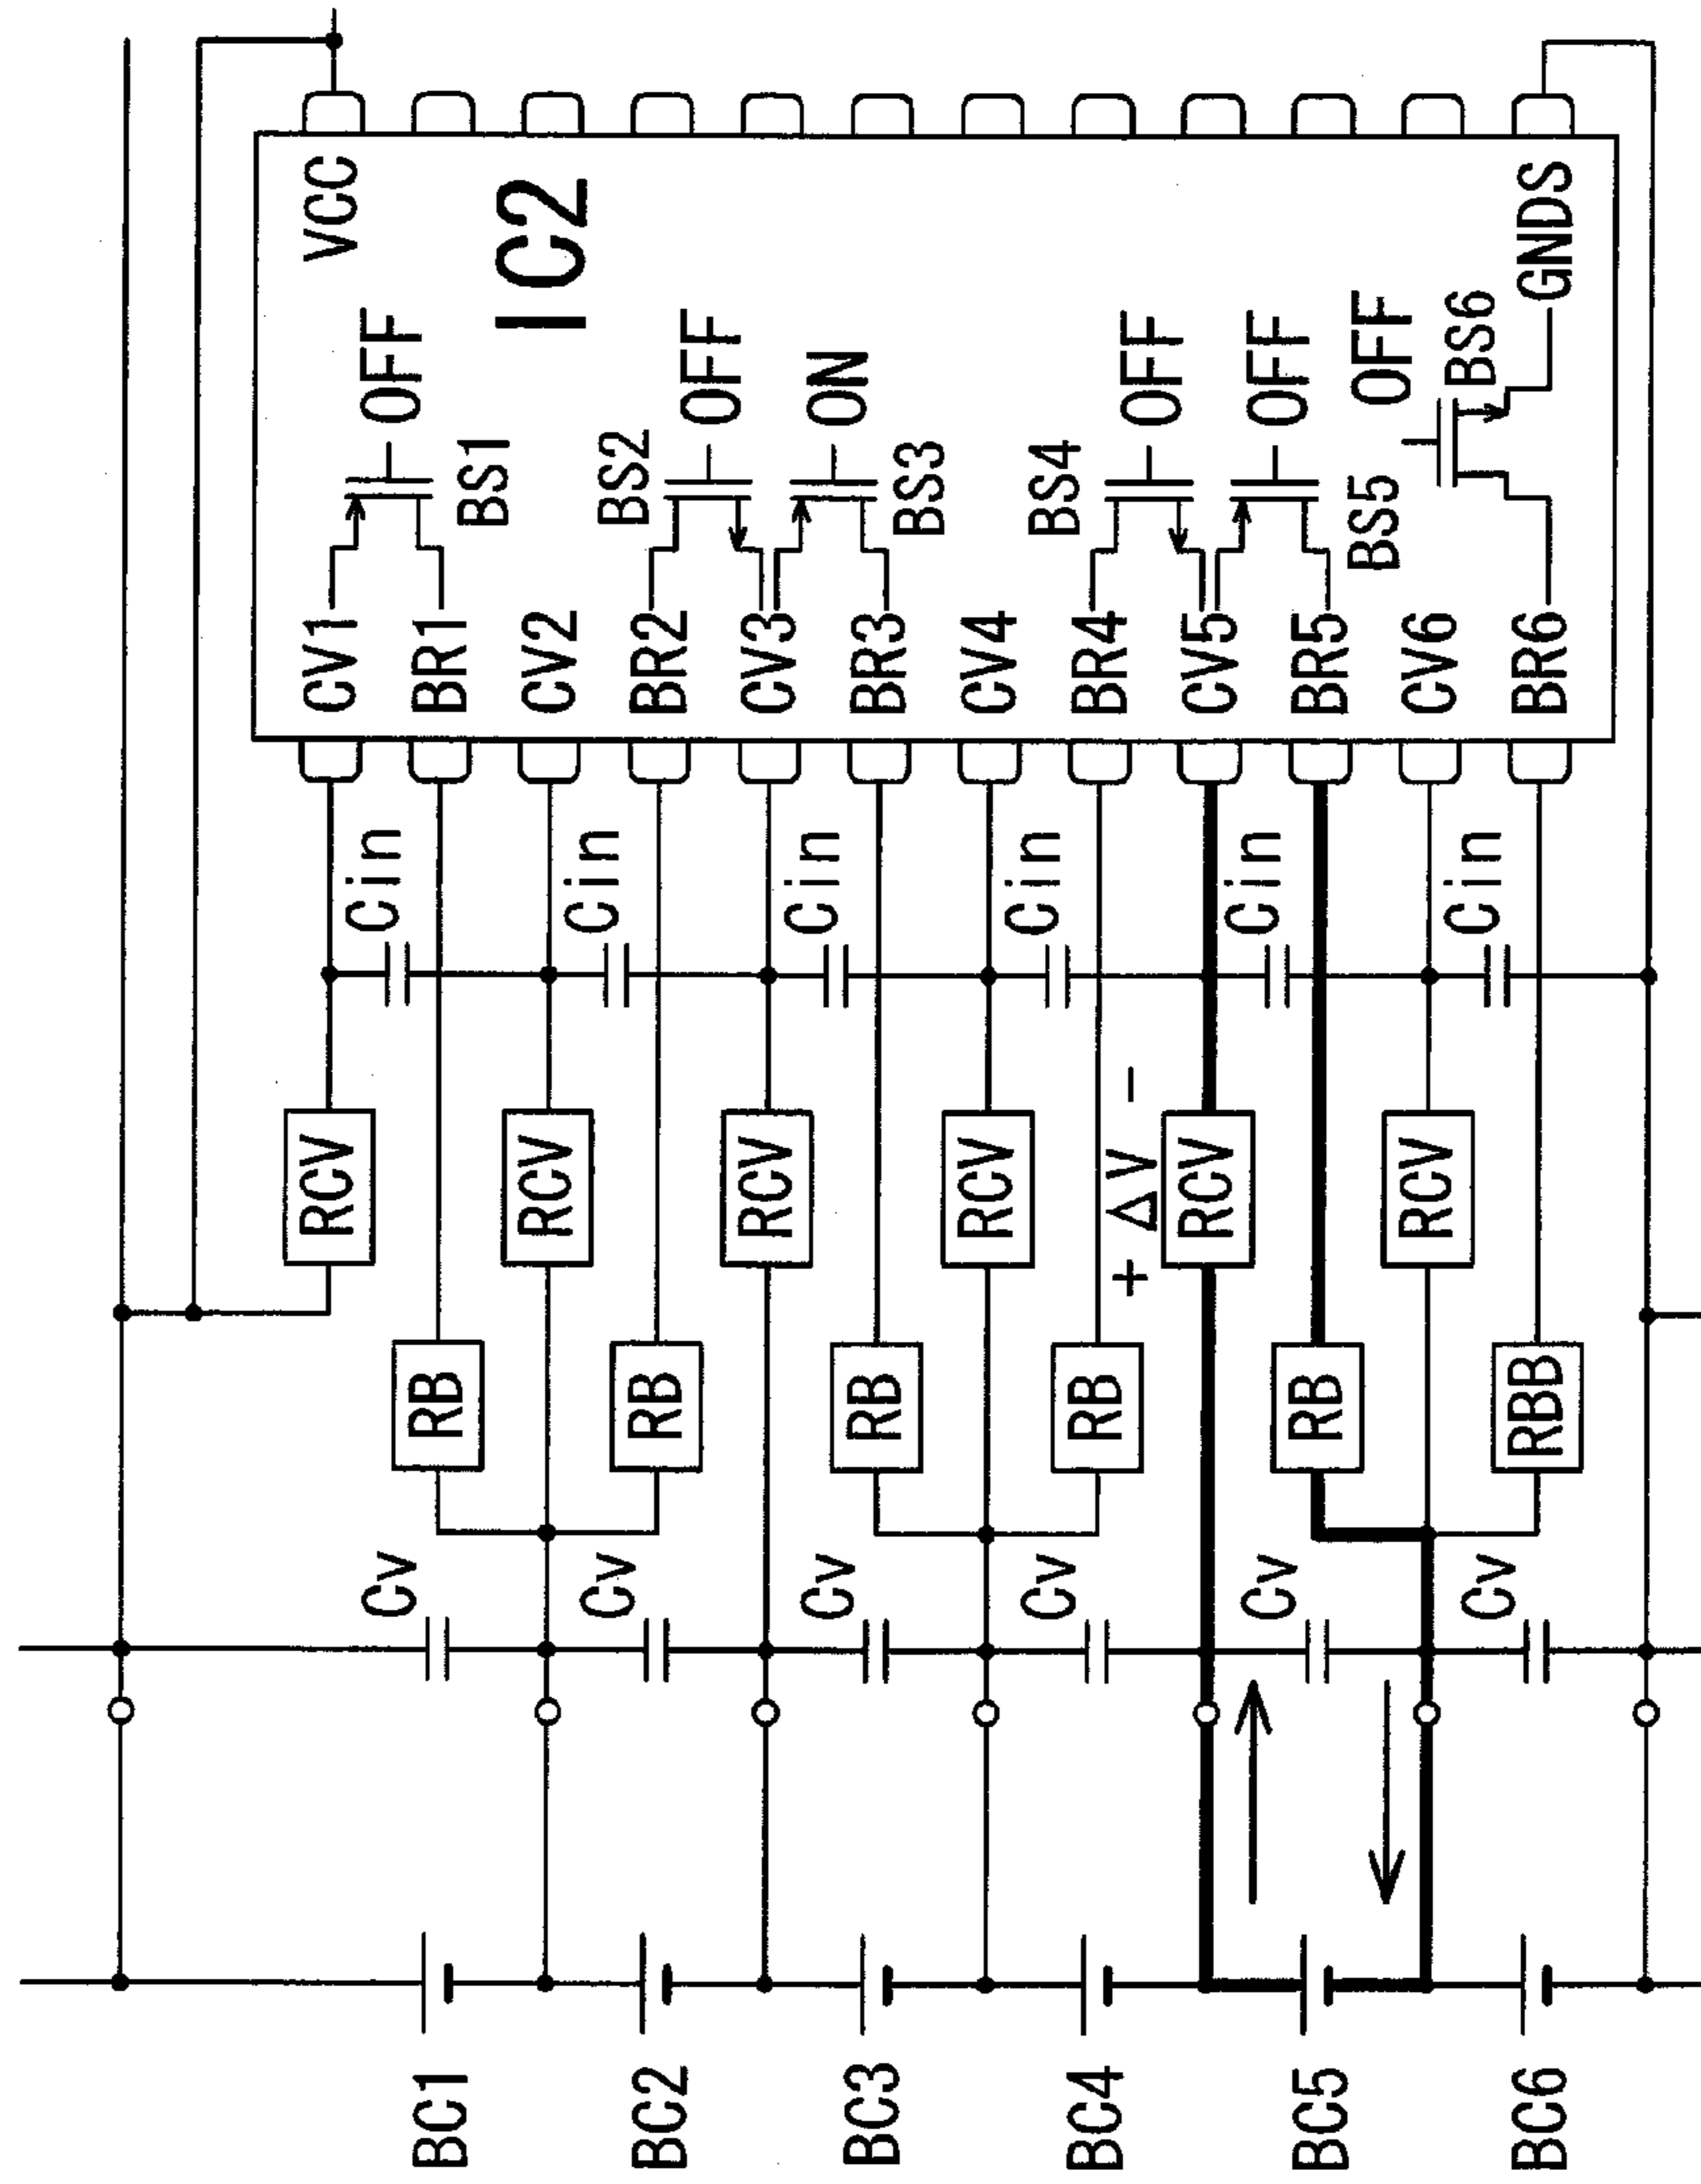 BC1
BC2
BC3
BC4
BC5
BC6
Cv
Cv
Cv
Cv
Cv
Cv
RB
RB
RB
RB
RB
RBB
RCV
RCV
RCV
RCV
+ ΔV -
RCV
RCV
Cin
Cin
Cin
Cin
Cin
Cin
CV1
BR1
CV2
BR2
CV3
BR3
CV4
BR4
CV5
BR5
CV6
BR6
BS1
BS2
BS3
BS4
BS5
BS6
OFF
OFF
ON
OFF
OFF
OFF
IC2
VCC
GNDS